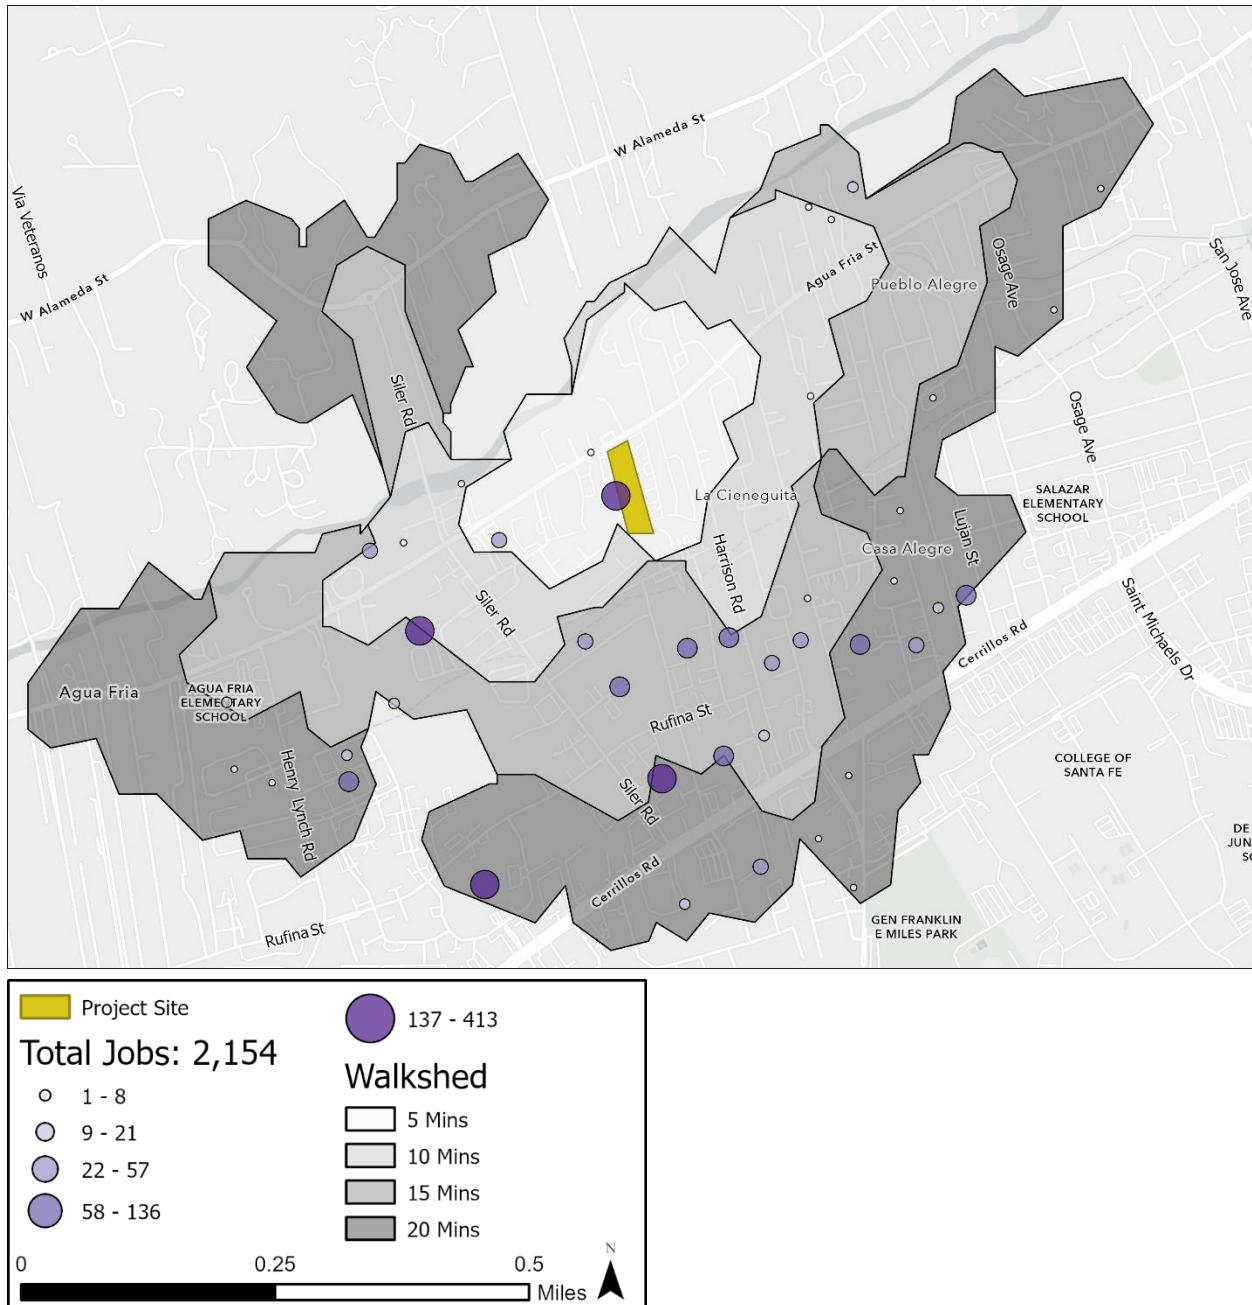 W Alameda St
Via Veteranos
W Alameda St
Agua Fria St
Pueblo Alegre
Osage Ave
San Jose Ave
Siler Rd
Osage Ave
La Cieneguita
SALAZAR
ELEMENTARY
SCHOOL
Lujan St
Casa Alegre
Harrison Rd
Siler Rd
Saint Michaels Dr
Cerrillos Rd
Agua Fria
AGUA FRIA
ELEMENTARY
SCHOOL
Rufina St
Henry Lynch Rd
Siler Rd
COLLEGE OF
SANTA FE
DE
JUN
SC
Cerrillos Rd
Rufina St
GEN FRANKLIN
E MILES PARK
Project Site
Total Jobs: 2,154
1 - 8
9 - 21
22 - 57
58 - 136
137 - 413
Walkshed
5 Mins
10 Mins
15 Mins
20 Mins
0 0.25 0.5
Miles
N